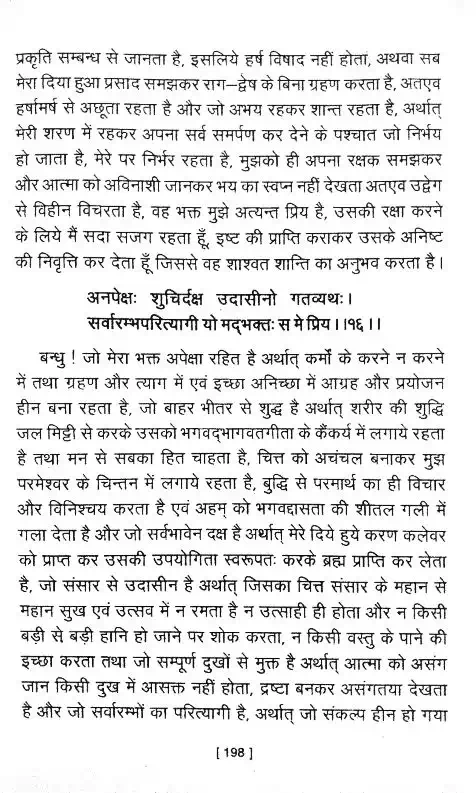 प्रकृति सम्बन्ध से जानता है, इसलिये हर्ष विषाद नहीं होता, अथवा सब
मेरा दिया हुआ प्रसाद समझकर राग–द्वेष के बिना ग्रहण करता है, अतएव
हर्षामर्ष से अछूता रहता है और जो अभय रहकर शान्त रहता है, अर्थात्
मेरी शरण में रहकर अपना सर्व समर्पण कर देने के पश्चात जो निर्भय
हो जाता है, मेरे पर निर्भर रहता है, मुझको ही अपना रक्षक समझकर
और आत्मा को अविनाशी जानकर भय का स्वप्न नहीं देखता अतएव उद्वेग
से विहीन विचरता है, वह भक्त मुझे अत्यन्त प्रिय है, उसकी रक्षा करने
के लिये मैं सदा सजग रहता हूँ, इष्ट की प्राप्ति कराकर उसके अनिष्ट
की निवृत्ति कर देता हूँ जिससे वह शाश्वत शान्ति का अनुभव करता है।
अनपेक्षः शुचिर्दक्ष उदासीनो गतव्यथः।
सर्वारम्भपरित्यागी यो मद्भक्तः स मे प्रिय।।१६।।
बन्धु ! जो मेरा भक्त अपेक्षा रहित है अर्थात् कर्मों के करने न करने
में तथा ग्रहण और त्याग में एवं इच्छा अनिच्छा में आग्रह और प्रयोजन
हीन बना रहता है, जो बाहर भीतर से शुद्ध है अर्थात् शरीर की शुद्धि
जल मिट्टी से करके उसको भगवद्भागवतगीता के कैंकर्य में लगाये रहता
है तथा मन से सबका हित चाहता है, चित्त को अचंचल बनाकर मुझ
परमेश्वर के चिन्तन में लगाये रहता है, बुद्धि से परमार्थ का ही विचार
और विनिश्चय करता है एवं अहम् को भगवद्दासता की शीतल गली में
गला देता है और जो सर्वभावेन दक्ष है अर्थात् मेरे दिये हुये करण कलेवर
को प्राप्त कर उसकी उपयोगिता स्वरूपतः करके ब्रह्म प्राप्ति कर लेता
है, जो संसार से उदासीन है अर्थात् जिसका चित्त संसार के महान से
महान सुख एवं उत्सव में न रमता है न उत्साही ही होता और न किसी
बड़ी से बड़ी हानि हो जाने पर शोक करता, न किसी वस्तु के पाने की
इच्छा करता तथा जो सम्पूर्ण दुखों से मुक्त है अर्थात् आत्मा को असंग
जान किसी दुख में आसक्त नहीं होता, द्रष्टा बनकर असंगतया देखता
है और जो सर्वारम्भों का परित्यागी है, अर्थात् जो संकल्प हीन हो गया
[ 198 ]